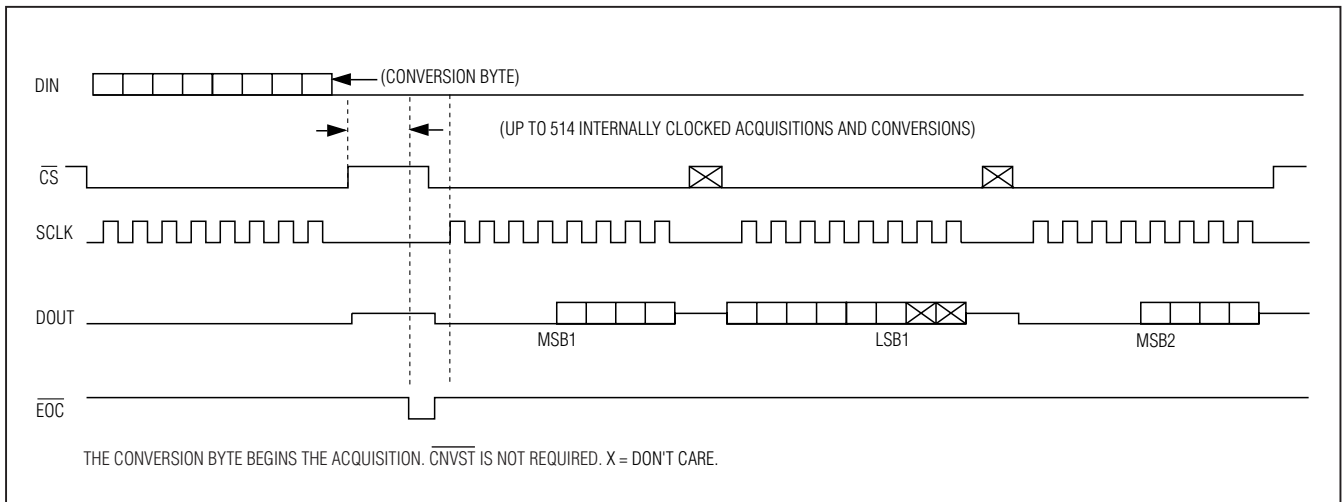 DIN
(CONVERSION BYTE)
(UP TO 514 INTERNALLY CLOCKED ACQUISITIONS AND CONVERSIONS)
CS
SCLK
DOUT
MSB1
LSB1
MSB2
EOC
THE CONVERSION BYTE BEGINS THE ACQUISITION. CNVST IS NOT REQUIRED. X = DON'T CARE.